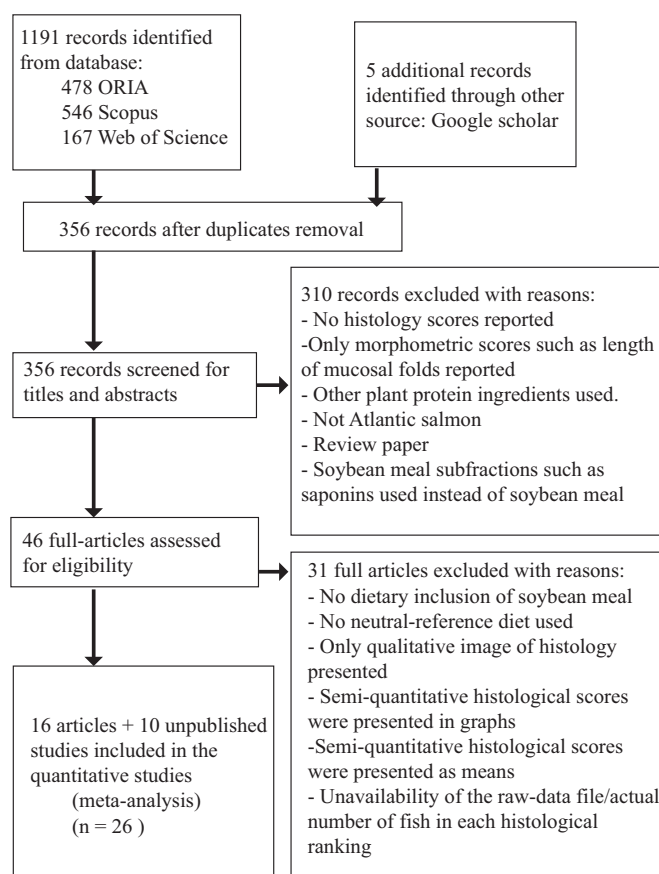 1191 records identified
from database:
478 ORIA
546 Scopus
167 Web of Science
5 additional records
identified through other
source: Google scholar
356 records after duplicates removal
310 records excluded with reasons:
- No histology scores reported
-Only morphometric scores such as length
of mucosal folds reported
- Other plant protein ingredients used.
- Not Atlantic salmon
- Review paper
- Soybean meal subfractions such as
saponins used instead of soybean meal
356 records screened for
titles and abstracts
46 full-articles assessed
for eligibility
31 full articles excluded with reasons:
- No dietary inclusion of soybean meal
- No neutral-reference diet used
- Only qualitative image of histology
presented
- Semi-quantitative histological scores
were presented in graphs
-Semi-quantitative histological scores
were presented as means
- Unavailability of the raw-data file/actual
number of fish in each histological
ranking
16 articles + 10 unpublished
studies included in the
quantitative studies
(meta-analysis)
(n = 26 )